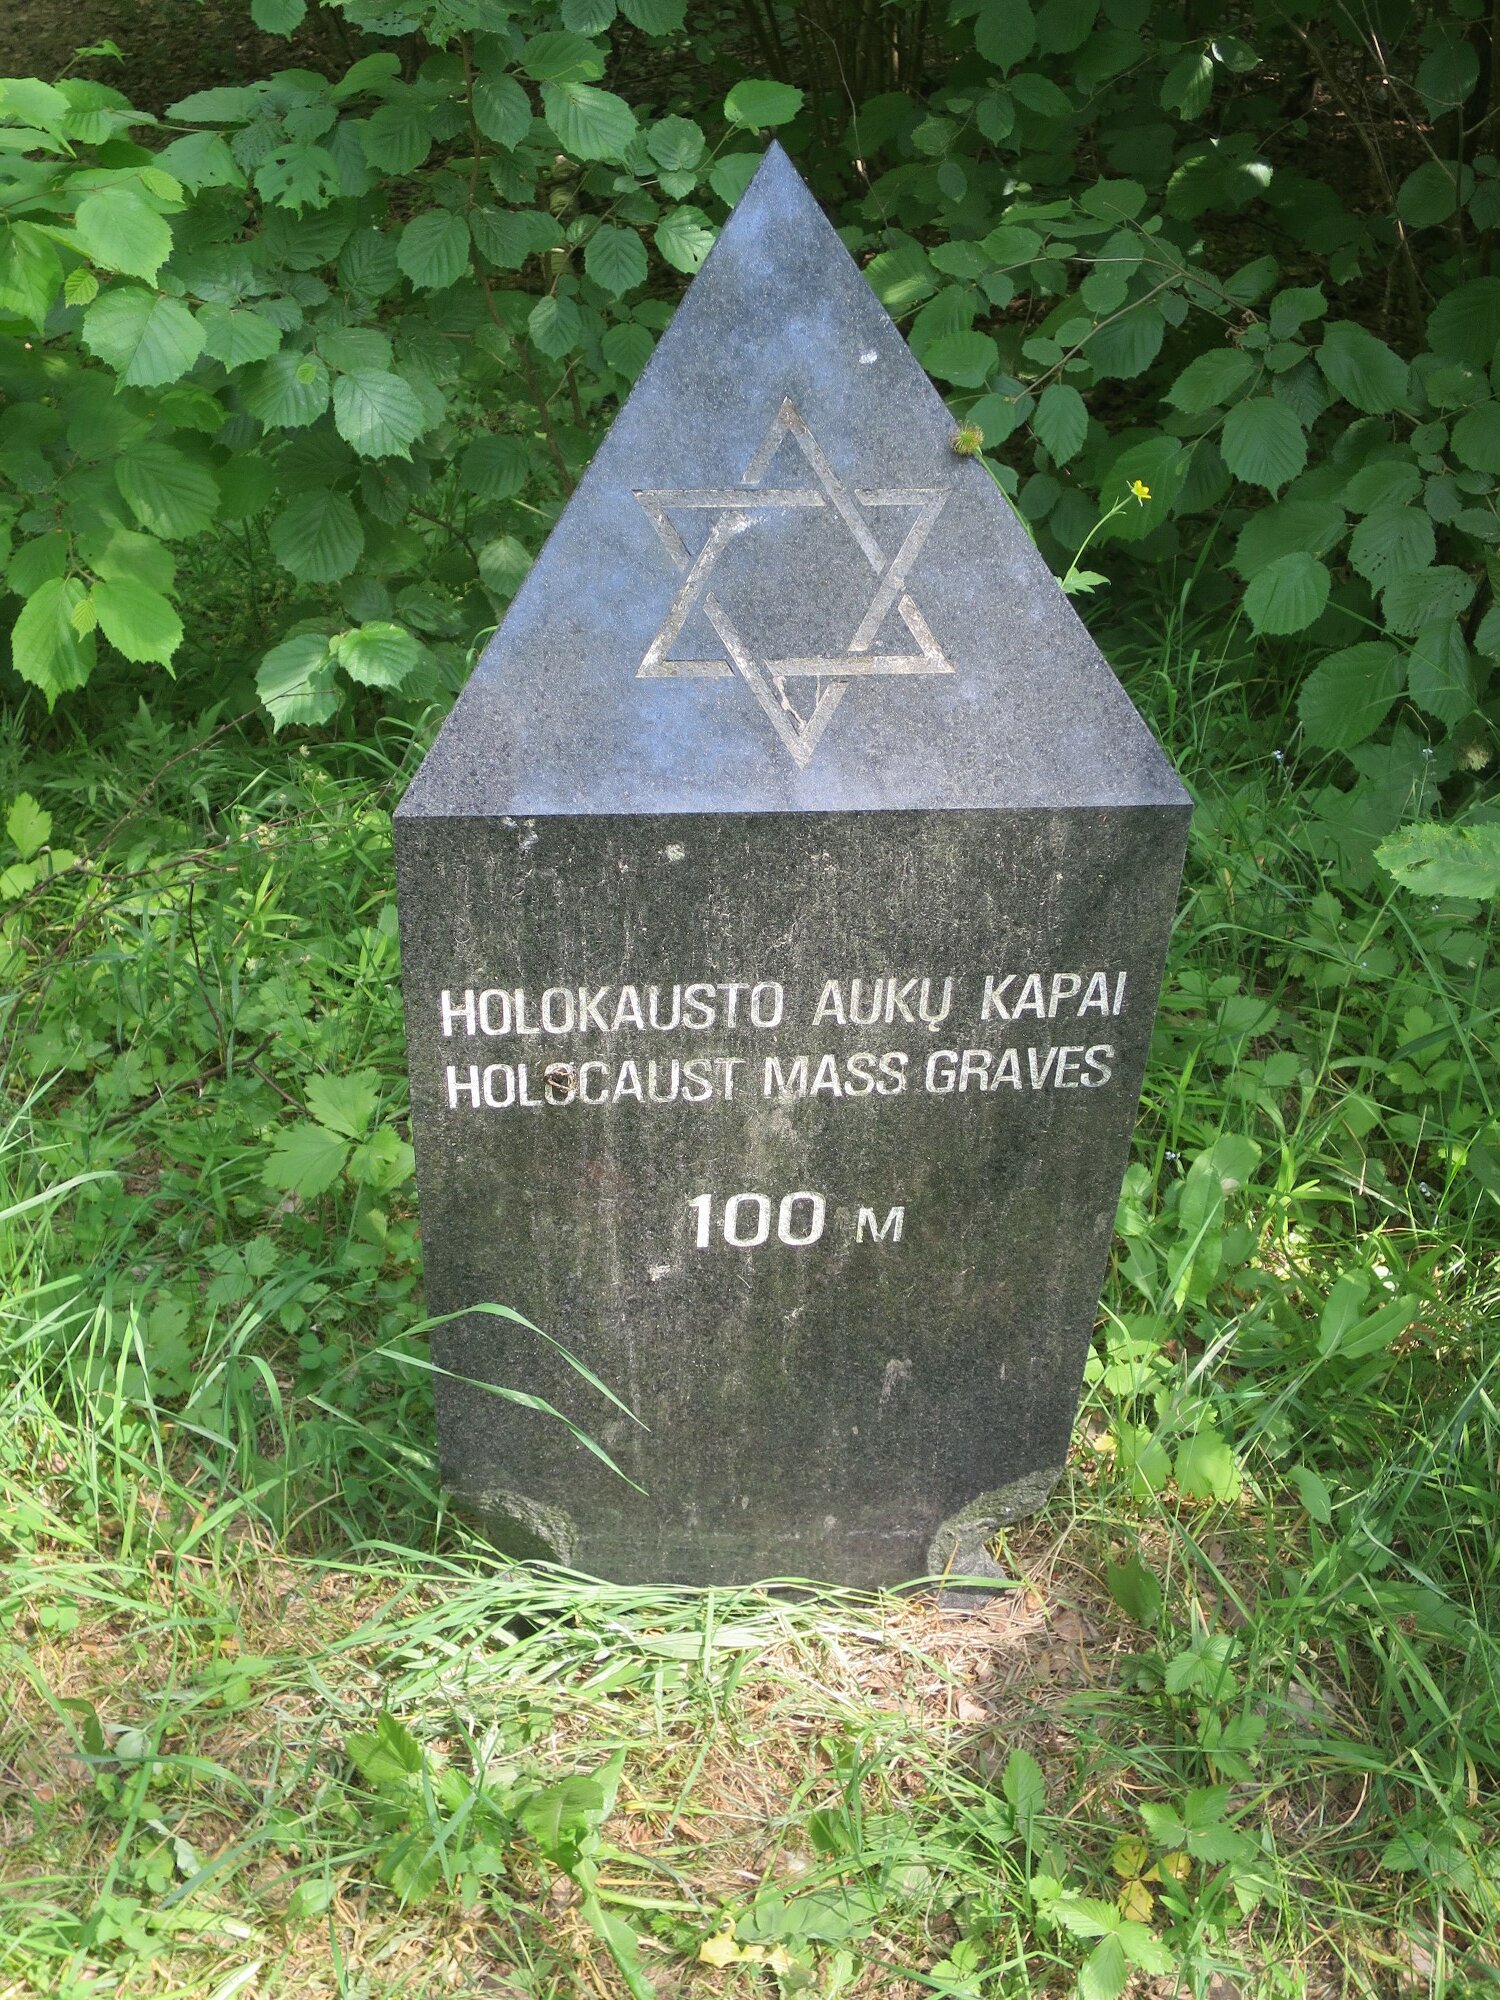 HOLOKAUSTO AUKŲ KAPAI
HOLOCAUST MASS GRAVES
100 M